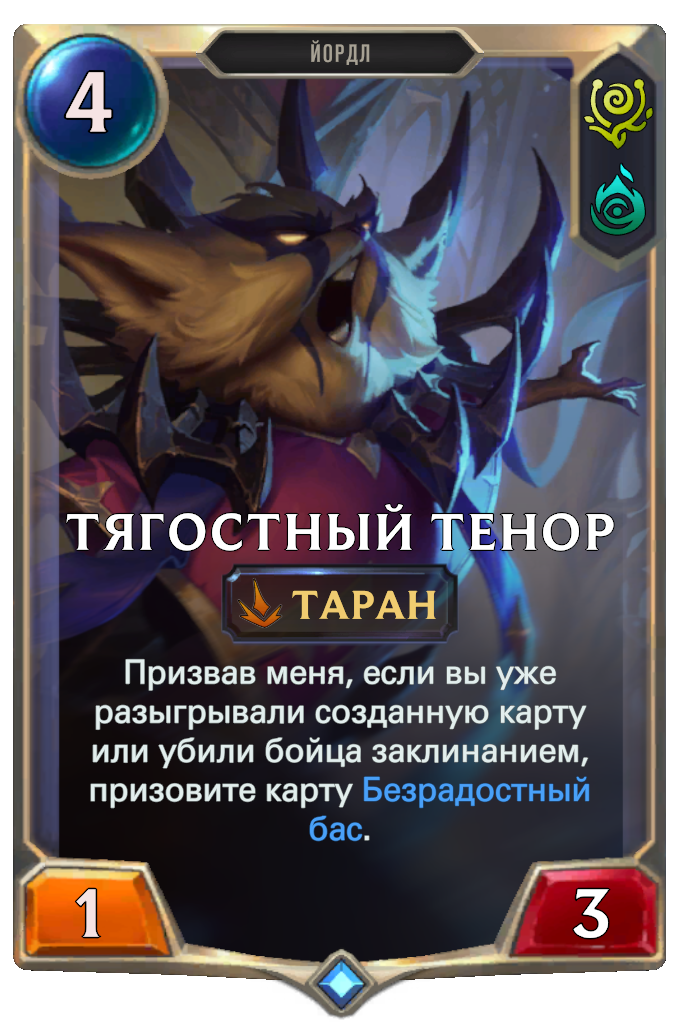 ЙОРДЛ
4
ТЯГОСТНЫЙ ТЕНОР
ТАРАН
Призвав меня, если вы уже
разыгрывали созданную карту
или убили бойца заклинанием,
призовите карту Безрадостный
бас.
1
3